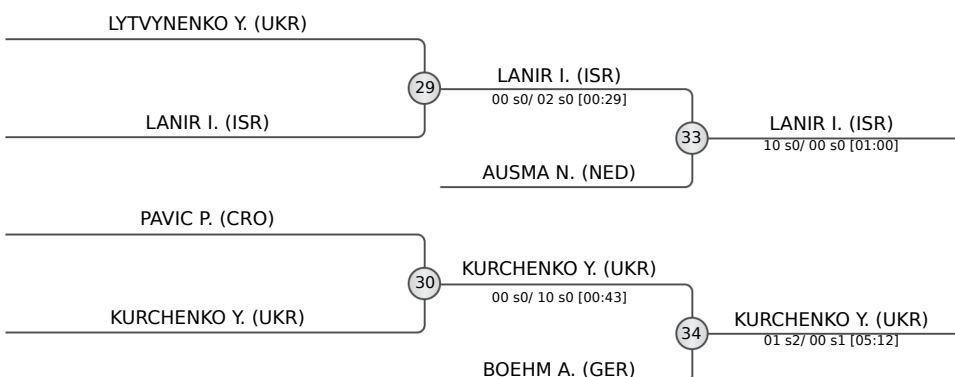 LYTVYNENKO Y. (UKR)
29
LANIR I. (ISR)
00 s0/ 02 s0 [00:29]
LANIR I. (ISR)
33
LANIR I. (ISR)
10 s0/ 00 s0 [01:00]
AUSMA N. (NED)
PAVIC P. (CRO)
30
KURCHENKO Y. (UKR)
00 s0/ 10 s0 [00:43]
KURCHENKO Y. (UKR)
34
KURCHENKO Y. (UKR)
01 s2/ 00 s1 [05:12]
BOEHM A. (GER)